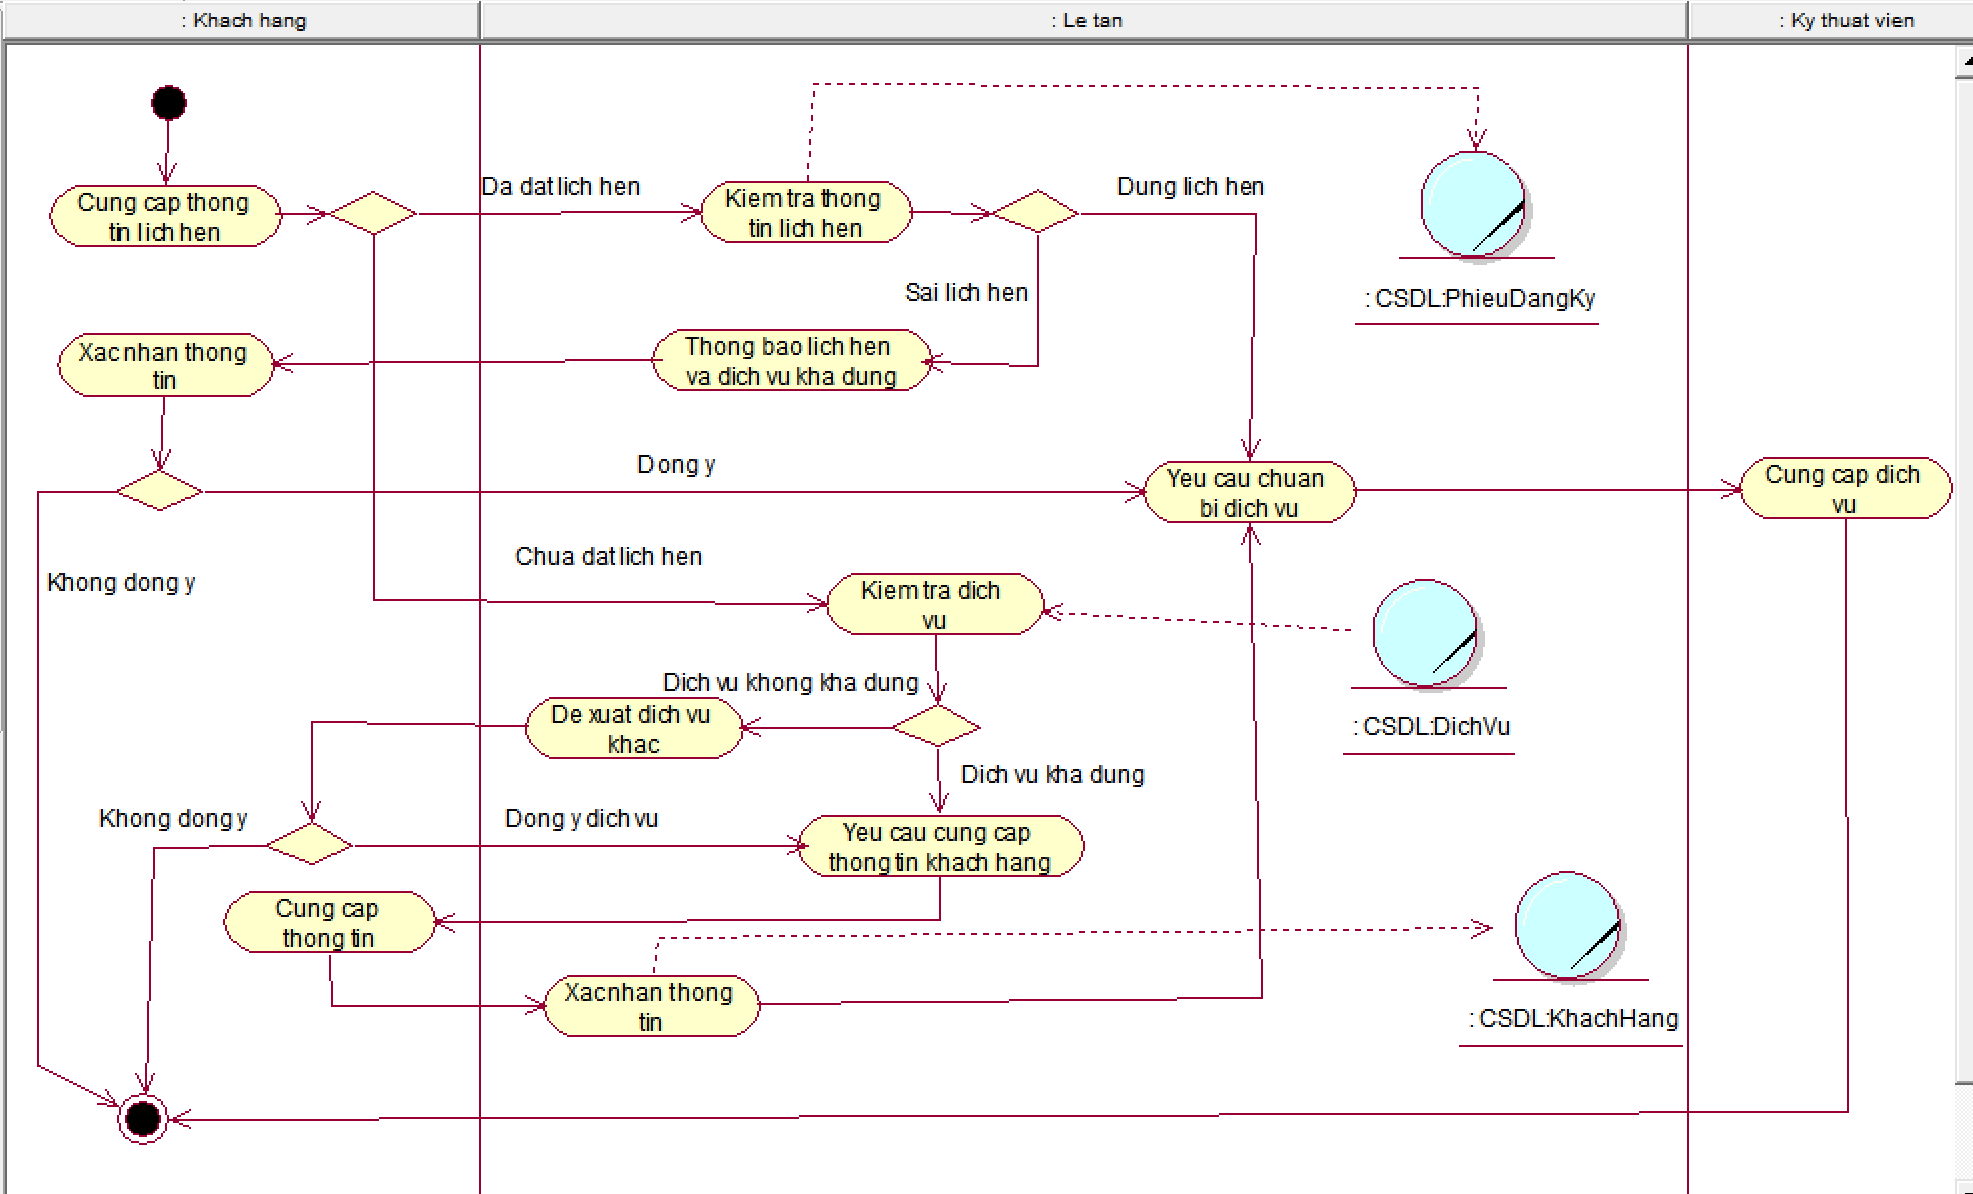 : Khach hang
: Le tan
: Ky thuat vien
Cung cap thong
tin lich hen
Da dat lich hen
Kiem tra thong
tin lich hen
Dung lich hen
Sai lich hen
: CSDL:PhieuDangKy
Xac nhan thong
tin
Thong bao lich hen
va dich vu kha dung
Dong y
Yeu cau chuan
bi dich vu
Cung cap dich
vu
Khong dong y
Chua dat lich hen
Kiem tra dich
vu
Dich vu khong kha dung
De xuat dich vu
khac
: CSDL:DichVu
Dich vu kha dung
Khong dong y
Dong y dich vu
Yeu cau cung cap
thong tin khach hang
Cung cap
thong tin
Xac nhan thong
tin
: CSDL:KhachHang